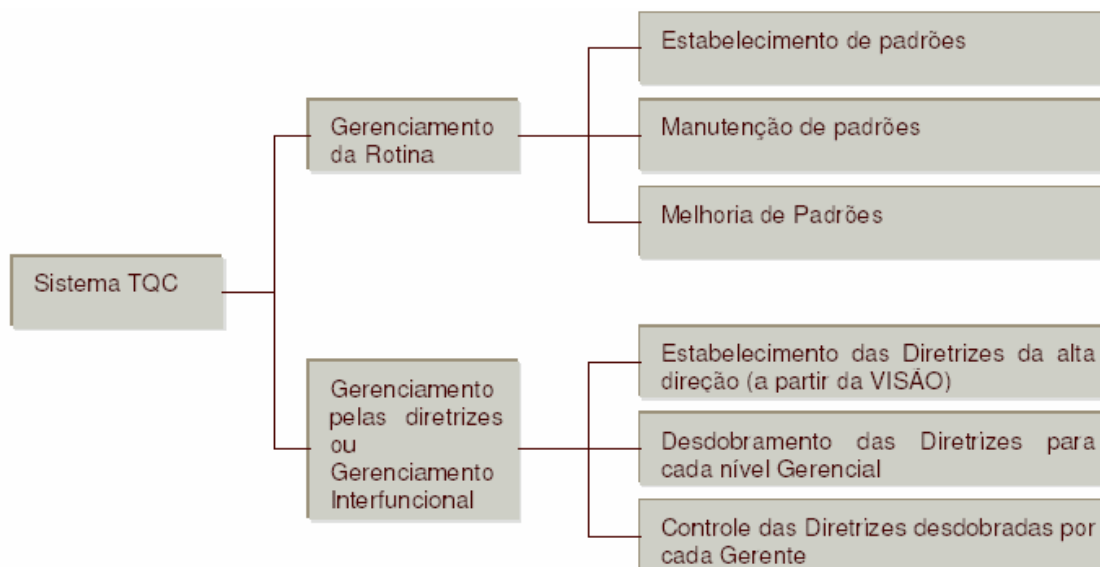 Sistema TQC
Gerenciamento
da Rotina
Estabelecimento de padrões
Manutenção de padrões
Melhoria de Padrões
Gerenciamento
pelas diretrizes
ou
Gerenciamento
Interfuncional
Estabelecimento das Diretrizes da alta
direção (a partir da VISÃO)
Desdobramento das Diretrizes para
cada nível Gerencial
Controle das Diretrizes desdobradas por
cada Gerente